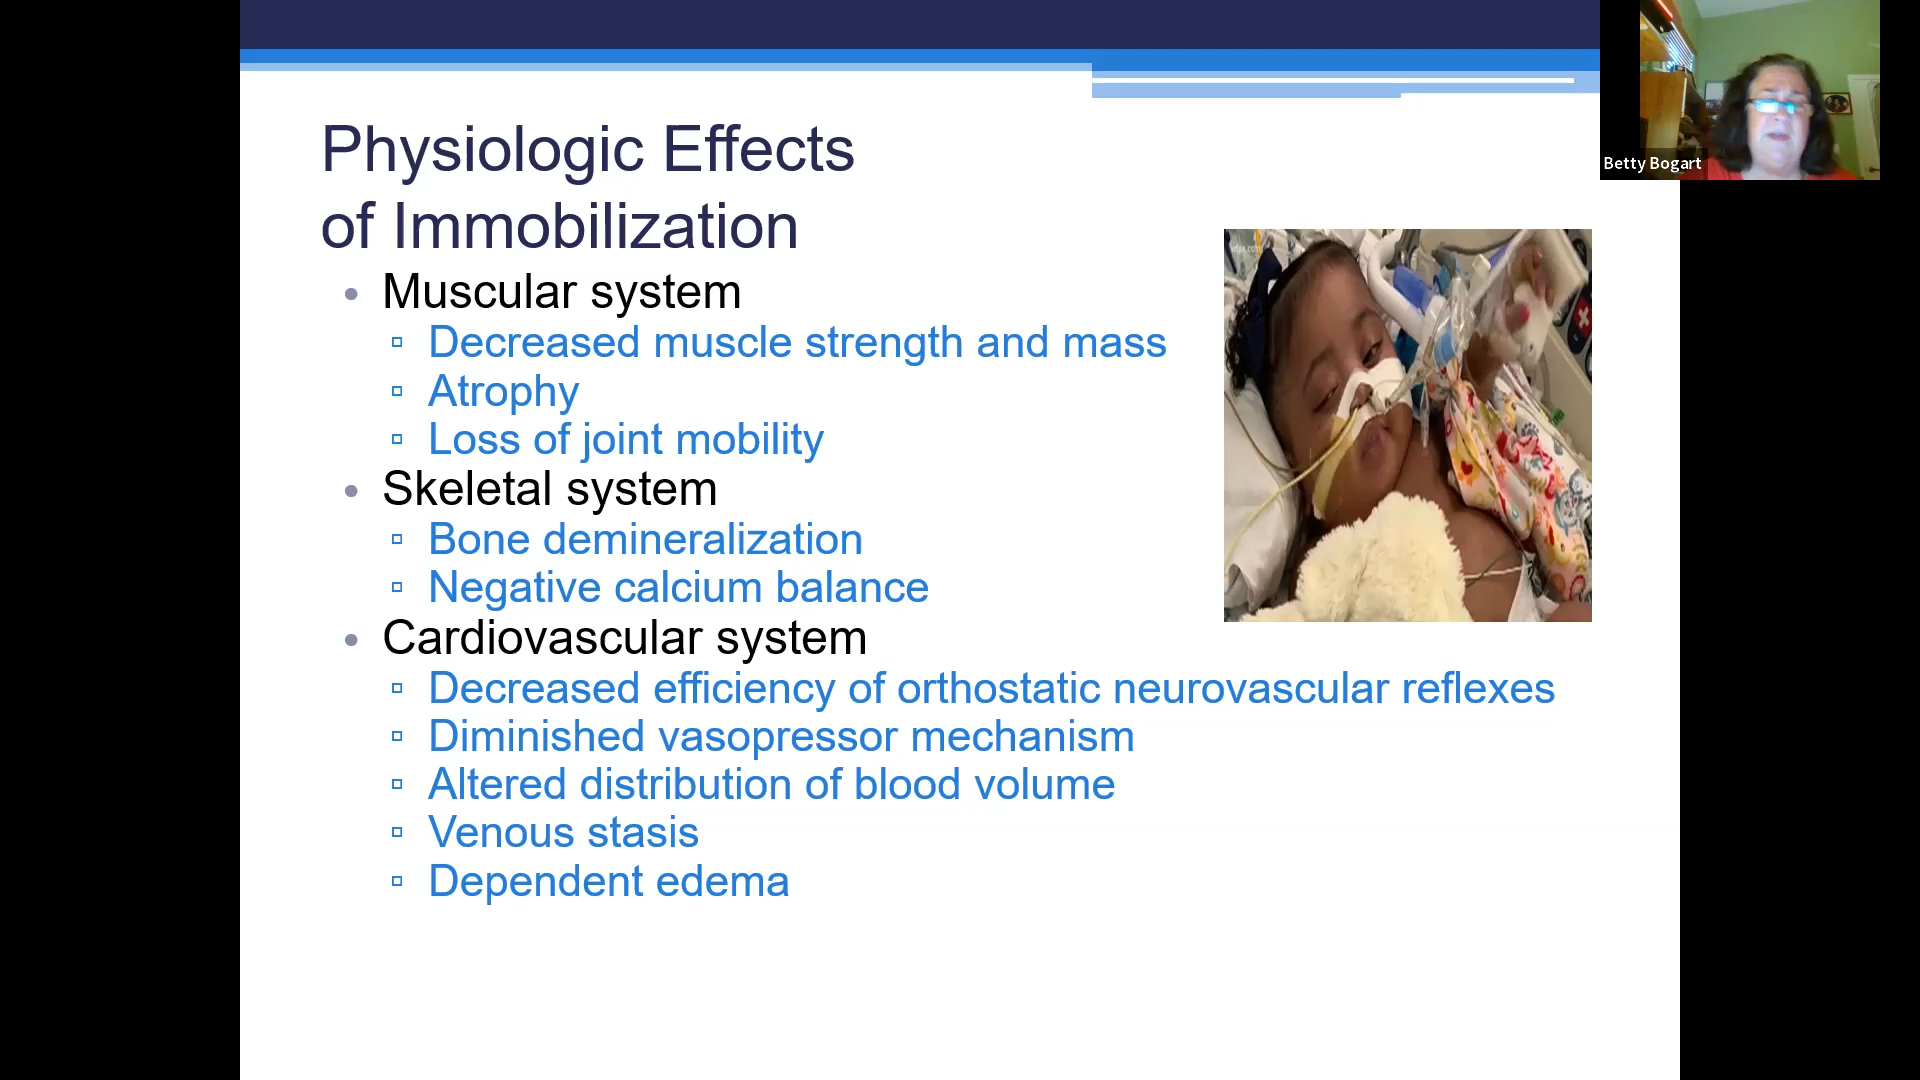 Physiologic Effects
of Immobilization
• Muscular system
▫ Decreased muscle strength and mass
▫ Atrophy
▫ Loss of joint mobility
• Skeletal system
▫ Bone demineralization
▫ Negative calcium balance
• Cardiovascular system
▫ Decreased efficiency of orthostatic neurovascular reflexes
▫ Diminished vasopressor mechanism
▫ Altered distribution of blood volume
▫ Venous stasis
▫ Dependent edema
Betty Bogart